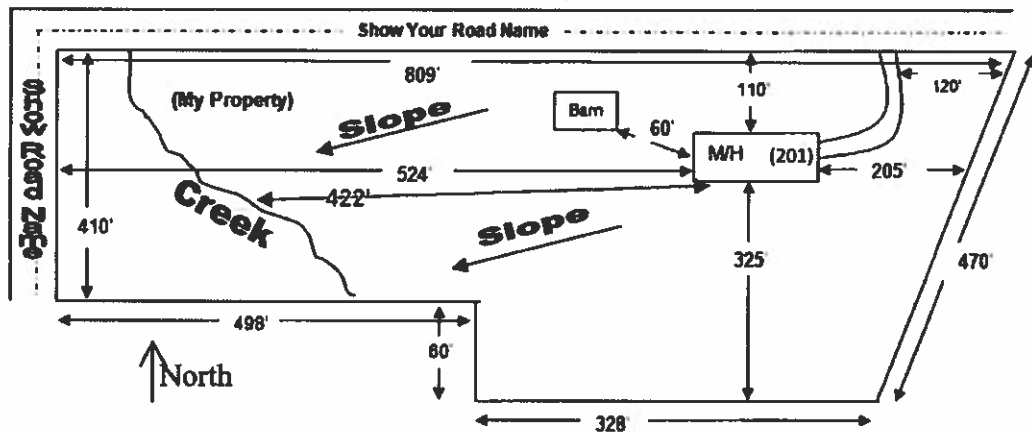 Show Your Road Name
Show Road Name
809'
110'
120'
(My Property)
Slope
Barn
60'
M/H (201)
524'
205'
422'
Creek
410'
Slope
325'
470'
498'
60'
North
328'